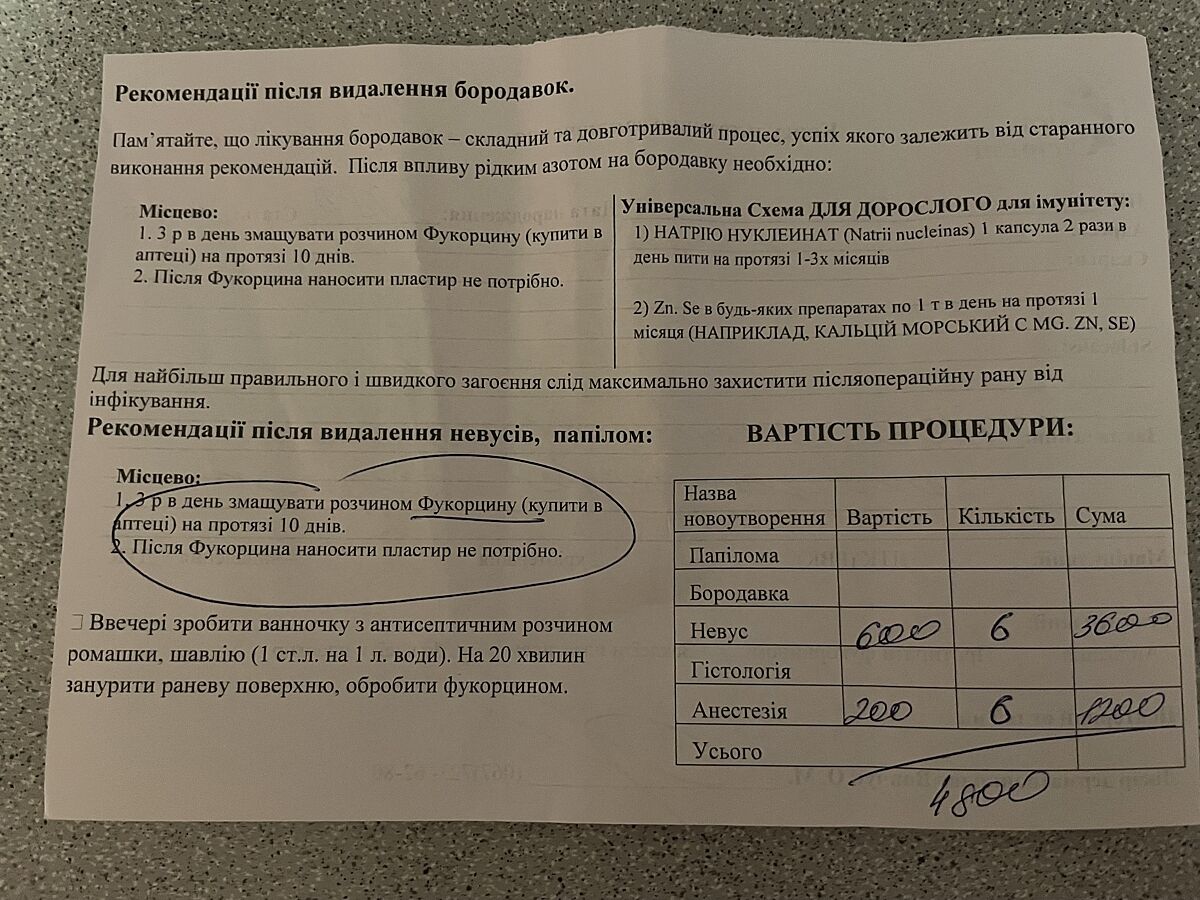 Рекомендації після видалення бородавок.
Пам'ятайте, що лікування бородавок – складний та довготривалий процес, успіх якого залежить від старанного
виконання рекомендацій. Після впливу рідким азотом на бородавку необхідно:
Місцево:
1. 3 р в день змащувати розчином Фукорцину (купити в
аптеці) на протязі 10 днів.
2. Після Фукорцина наносити пластир не потрібно.
Універсальна Схема ДЛЯ ДОРОСЛОГО для імунітету:
1) НАТРІЮ НУКЛЕИНАТ (Natrii nucleinas) 1 капсула 2 рази в
день пити на протязі 1-3х місяців
2) Zn. Se в будь-яких препаратах по 1 т в день на протязі 1
місяця (НАПРИКЛАД, КАЛЬЦІЙ МОРСЬКИЙ С MG. ZN, SE)
Для найбільш правильного і швидкого загоєння слід максимально захистити післяопераційну рану від
інфікування.
Рекомендації після видалення невусів, папілом:
Місцево:
1. 3 р в день змащувати розчином Фукорцину (купити в
аптеці) на протязі 10 днів.
2. Після Фукорцина наносити пластир не потрібно.
Ввечері зробити ванночку з антисептичним розчином
ромашки, шавлію (1 ст.л. на 1 л. води). На 20 хвилин
занурити раневу поверхню, обробити фукорцином.
ВАРТІСТЬ ПРОЦЕДУРИ:
Назва новоутворення Вартість Кількість Сума
Папілома
Бородавка
Невус 600 6 3600
Гістологія
Анестезія 200 6 1200
Усього
4800